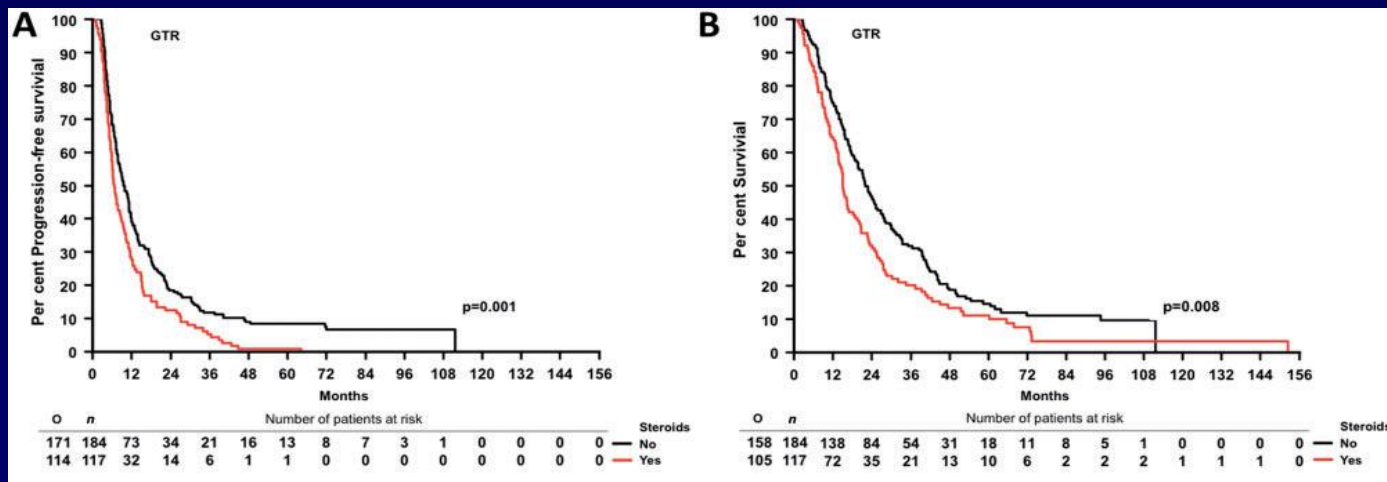 A
GTR
Per cent Progression-free survivial
100
90
80
70
60
50
40
30
20
10
0
p=0.001
0 12 24 36 48 60 72 84 96 108 120 132 144 156
Months
O n Number of patients at risk Steroids
171 184 73 34 21 16 13 8 7 3 1 0 0 0 0 No
114 117 32 14 6 1 1 0 0 0 0 0 0 0 0 Yes
B
GTR
Per cent Survival
100
90
80
70
60
50
40
30
20
10
0
p=0.008
0 12 24 36 48 60 72 84 96 108 120 132 144 156
Months
O n Number of patients at risk Steroids
158 184 138 84 54 31 18 11 8 5 1 0 0 0 0 No
105 117 72 35 21 13 10 6 2 2 2 1 1 1 0 Yes